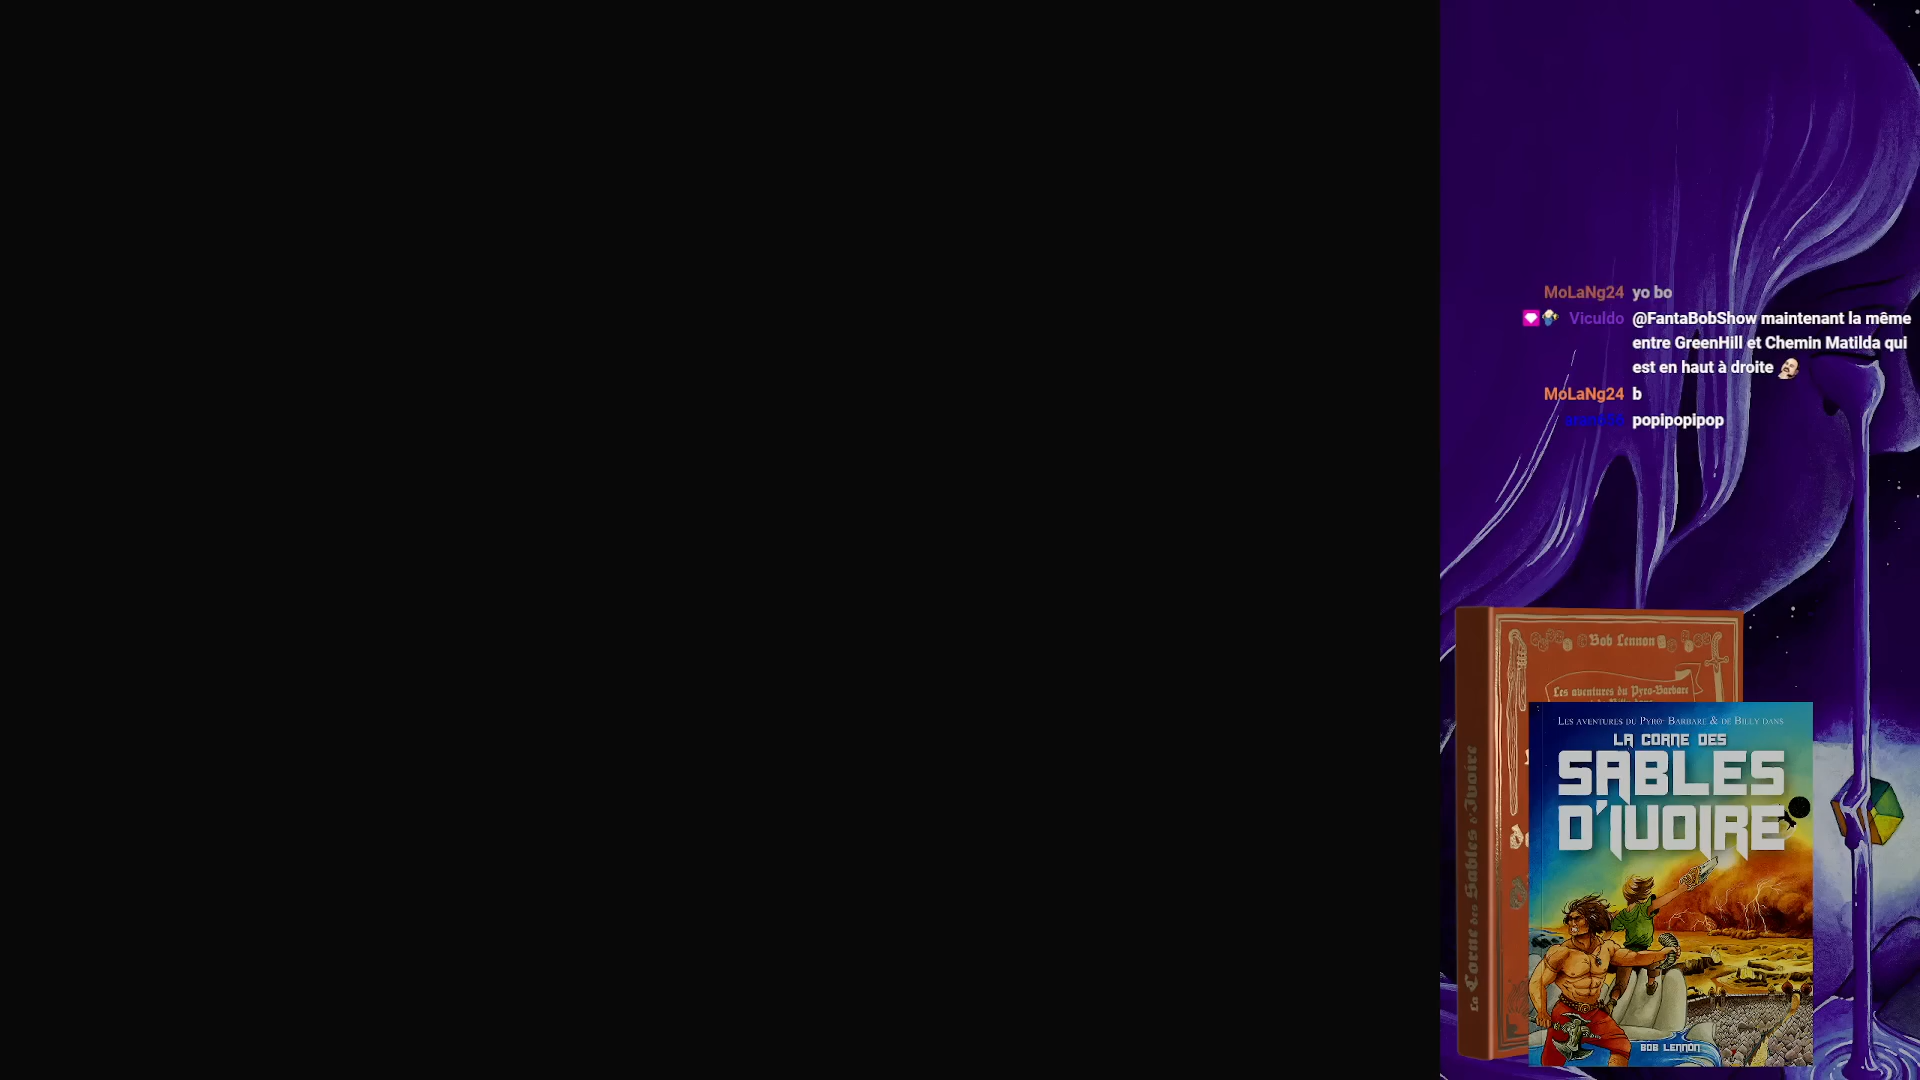 MoLaNg24 yo bo
Viculdo @FantaBobShow maintenant la même
entre GreenHill et Chemin Matilda qui
est en haut à droite
MoLaNg24 b
popipopipop
Bob Lennon
Les aventures du Pyro-Barbare
La Corne des Sables d'Ivoire
Les aventures du Pyro-Barbare & de Billy dans
LA CORNE DES
SABLES
D'IVOIRE
BOB LENNON